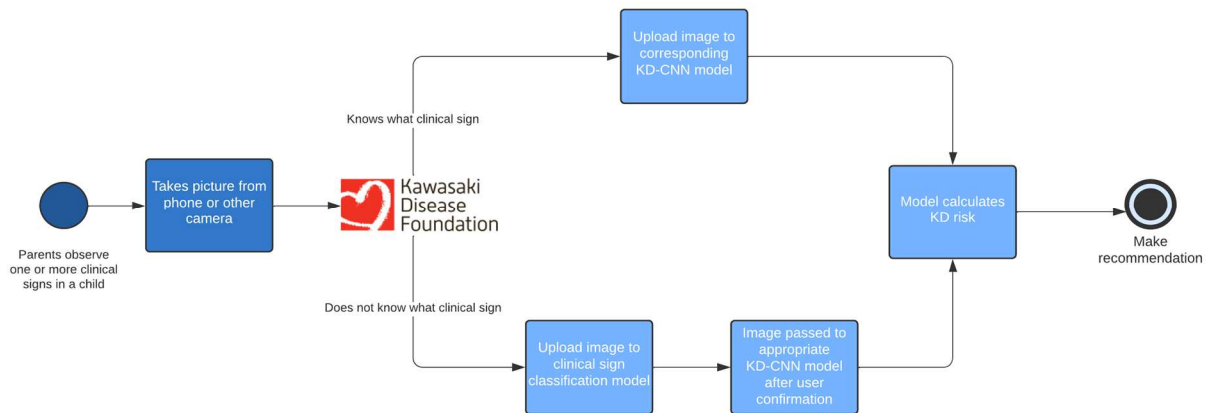 Parents observe
one or more clinical
signs in a child
Takes picture from
phone or other
camera
Kawasaki
Disease
Foundation
Knows what clinical sign
Upload image to
corresponding
KD-CNN model
Does not know what clinical sign
Upload image to
clinical sign
classification model
Image passed to
appropriate
KD-CNN model
after user
confirmation
Model calculates
KD risk
Make
recommendation